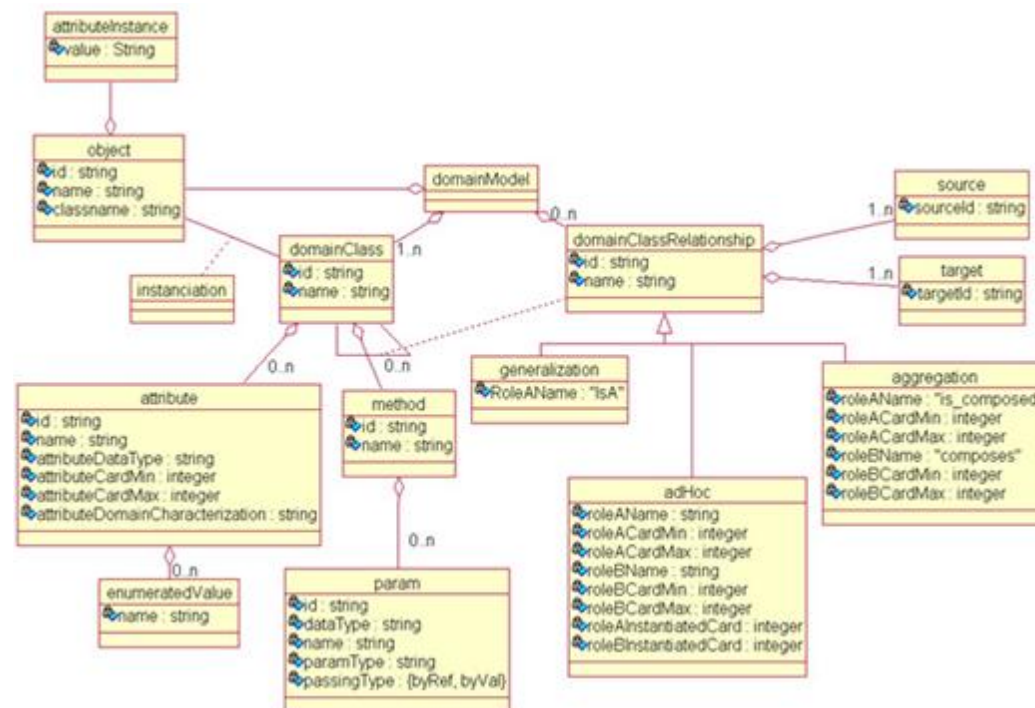 attributeInstance
value : String
object
id : string
name : string
classname : string
domainModel
0..n
source
sourceId : string
1..n
domainClass
id : string
name : string
1..n
domainClassRelationship
id : string
name : string
target
targetId : string
1..n
instanciation
0..n
0..n
generalization
RoleAName : "IsA"
aggregation
roleAName : "is_composed
roleACardMin : integer
roleACardMax : integer
roleBName : "composes"
roleBCardMin : integer
roleBCardMax : integer
attribute
id : string
name : string
attributeDataType : string
attributeCardMin : integer
attributeCardMax : integer
attributeDomainCharacterization : string
method
id : string
name : string
adHoc
roleAName : string
roleACardMin : integer
roleACardMax : integer
roleBName : string
roleBCardMin : integer
roleBCardMax : integer
roleAInstantiatedCard : integer
roleBInstantiatedCard : integer
0..n
0..n
enumeratedValue
name : string
param
id : string
dataType : string
name : string
paramType : string
passingType : {byRef, byVal}